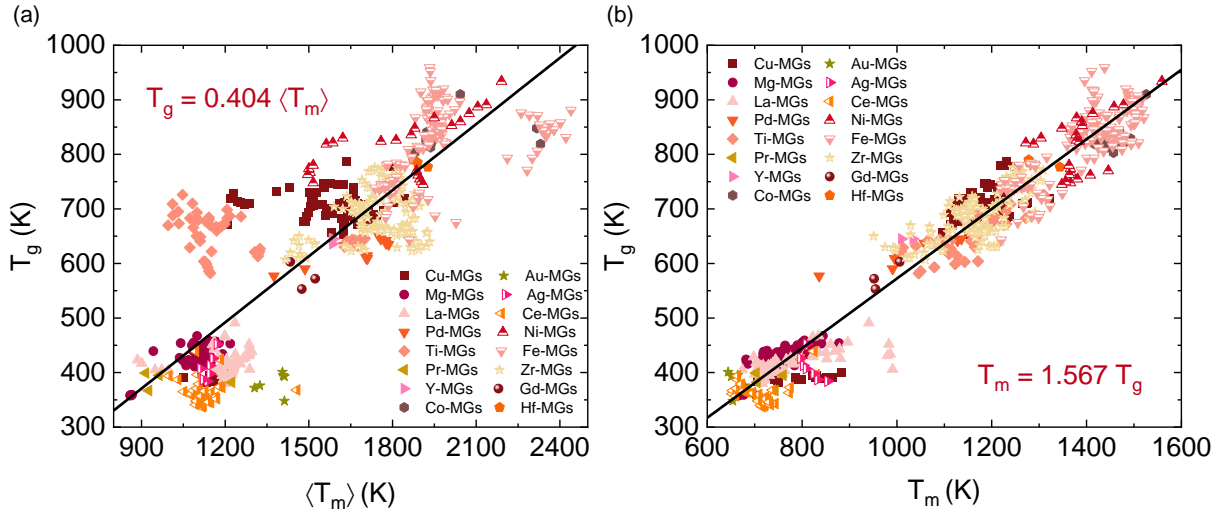 (a)
1000
900
800
700
600
500
400
300
T_g (K)
T_g = 0.404 ⟨T_m⟩
Cu-MGs Au-MGs
Mg-MGs Ag-MGs
La-MGs Ce-MGs
Pd-MGs Ni-MGs
Ti-MGs Fe-MGs
Pr-MGs Zr-MGs
Y-MGs Gd-MGs
Co-MGs Hf-MGs
900 1200 1500 1800 2100 2400
⟨T_m⟩ (K)
(b)
1000
900
800
700
600
500
400
300
T_g (K)
Cu-MGs Au-MGs
Mg-MGs Ag-MGs
La-MGs Ce-MGs
Pd-MGs Ni-MGs
Ti-MGs Fe-MGs
Pr-MGs Zr-MGs
Y-MGs Gd-MGs
Co-MGs Hf-MGs
T_m = 1.567 T_g
600 800 1000 1200 1400 1600
T_m (K)